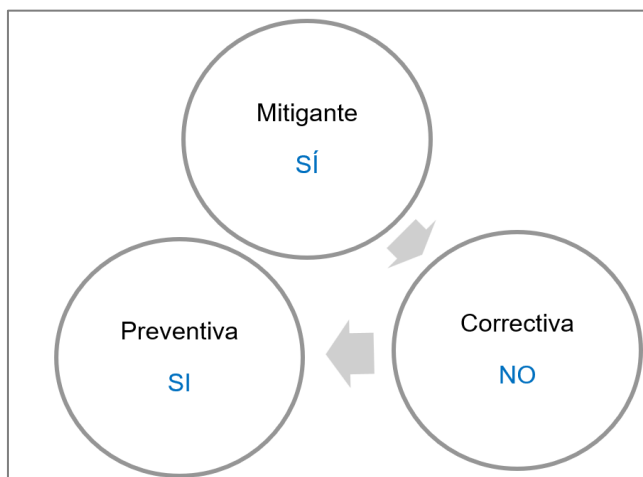 Mitigante
SÍ
Preventiva
SI
Correctiva
NO